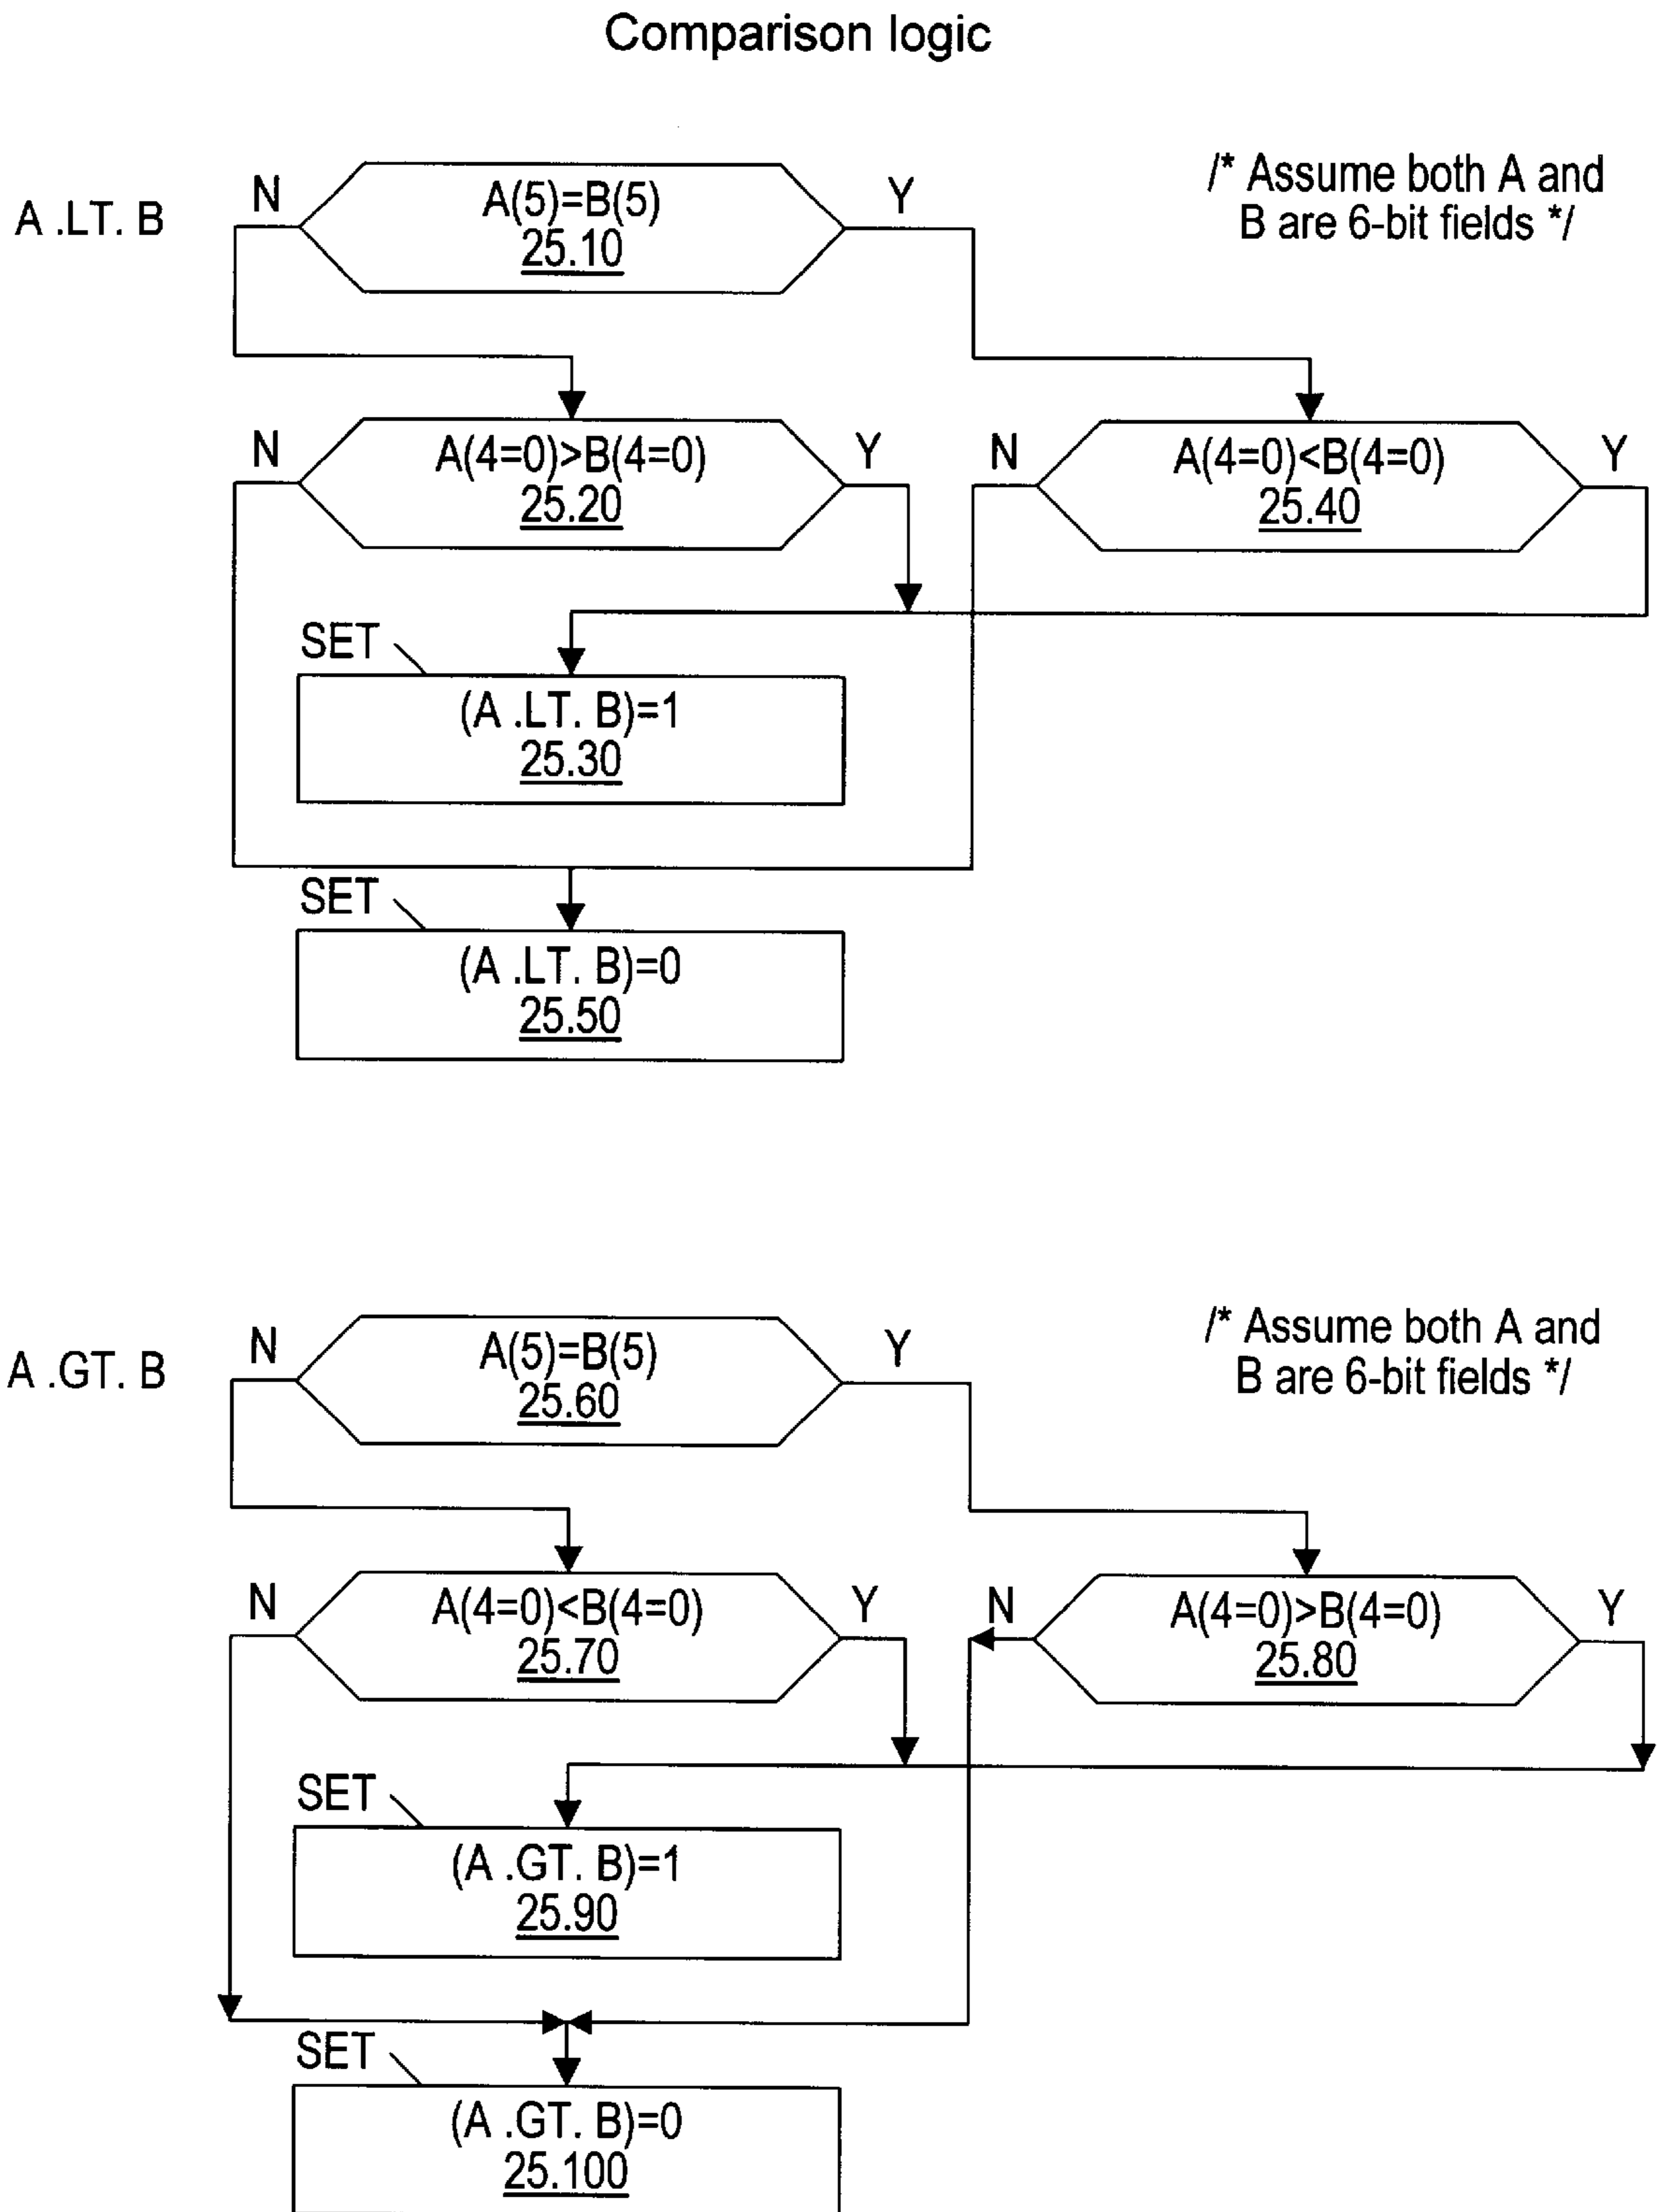 Comparison logic
A .LT. B
N
A(5)=B(5)
25.10
Y
/* Assume both A and
B are 6-bit fields */
N
A(4=0)>B(4=0)
25.20
Y
N
A(4=0)<B(4=0)
25.40
Y
SET
(A .LT. B)=1
25.30
SET
(A .LT. B)=0
25.50
A .GT. B
N
A(5)=B(5)
25.60
Y
/* Assume both A and
B are 6-bit fields */
N
A(4=0)<B(4=0)
25.70
Y
N
A(4=0)>B(4=0)
25.80
Y
SET
(A .GT. B)=1
25.90
SET
(A .GT. B)=0
25.100